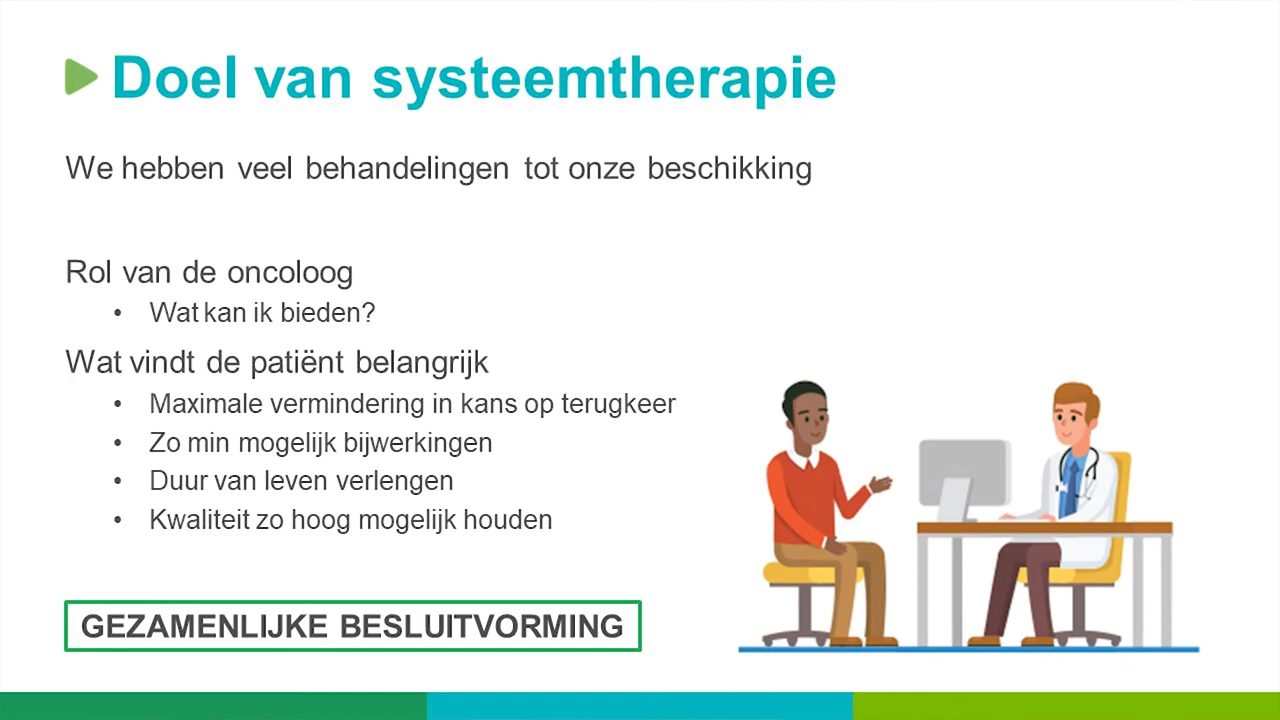 Doel van systeemtherapie
We hebben veel behandelingen tot onze beschikking
Rol van de oncoloog
• Wat kan ik bieden?
Wat vindt de patiënt belangrijk
• Maximale vermindering in kans op terugkeer
• Zo min mogelijk bijwerkingen
• Duur van leven verlengen
• Kwaliteit zo hoog mogelijk houden
GEZAMENLIJKE BESLUITVORMING